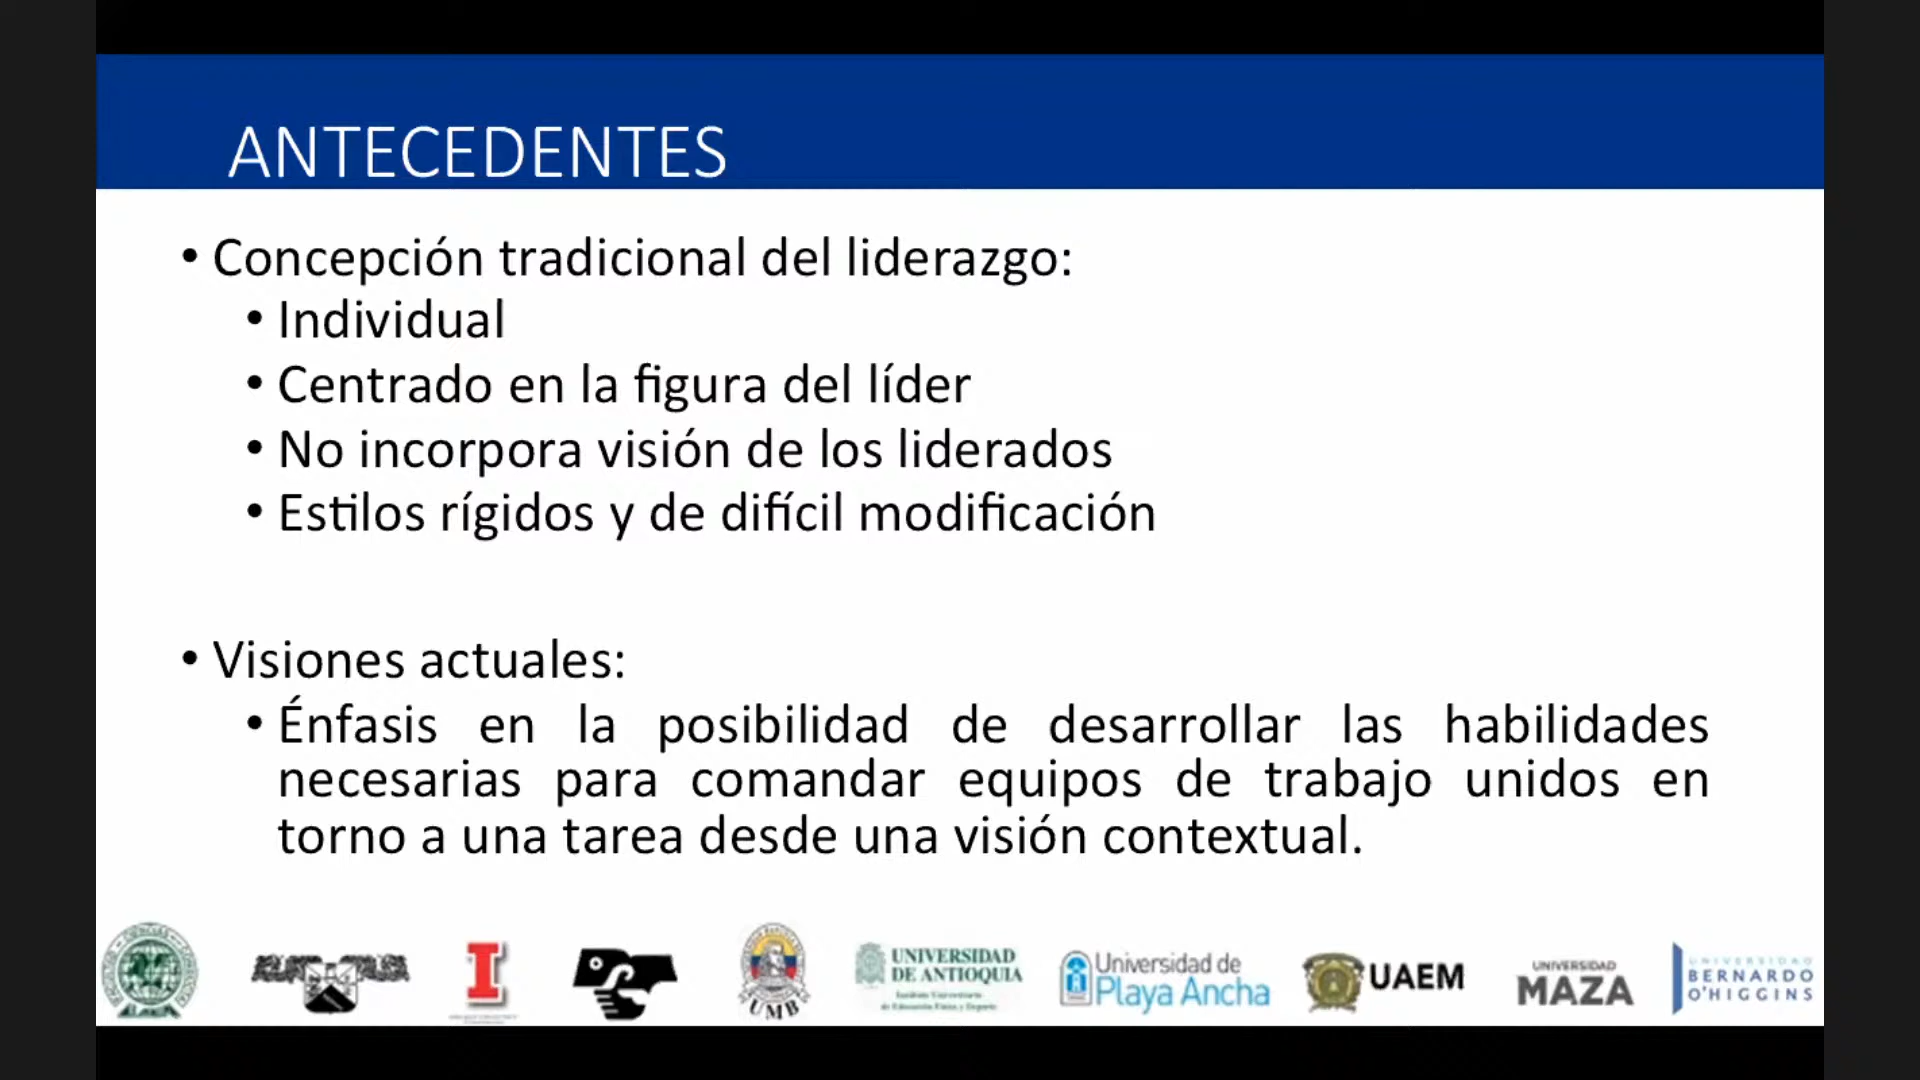 ANTECEDENTES
• Concepción tradicional del liderazgo:
• Individual
• Centrado en la figura del líder
• No incorpora visión de los liderados
• Estilos rígidos y de difícil modificación
• Visiones actuales:
• Énfasis en la posibilidad de desarrollar las habilidades
necesarias para comandar equipos de trabajo unidos en
torno a una tarea desde una visión contextual.
UMB
UNIVERSIDAD
DE ANTIOQUIA
Instituto Universitario
de Educación Física y Deporte
Universidad de
Playa Ancha
UAEM
UNIVERSIDAD
MAZA
UNIVERSIDAD
BERNARDO
O'HIGGINS